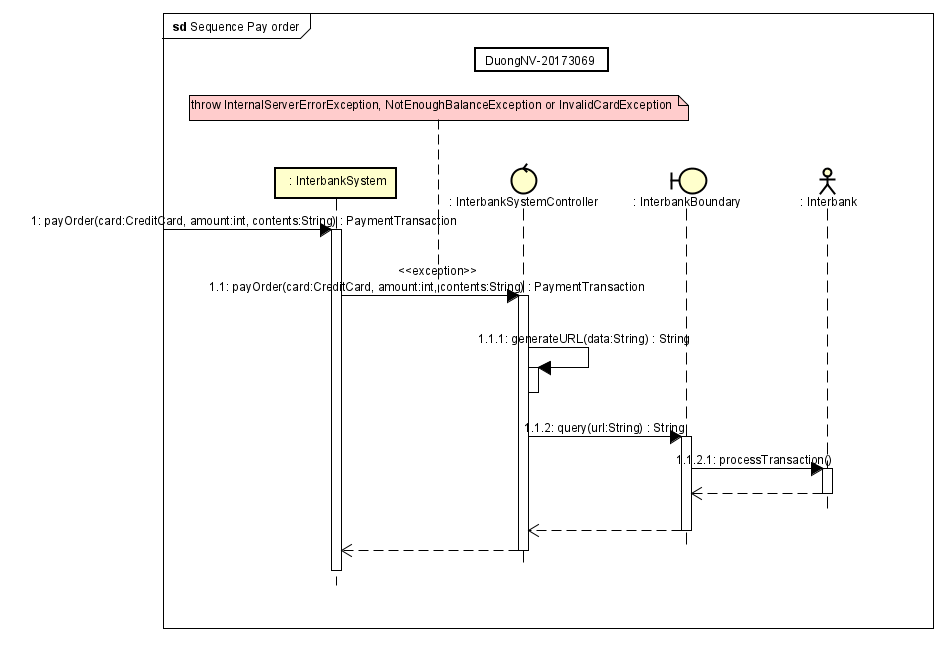 sd Sequence Pay order
DuongNV-20173069
throw InternalServerErrorException, NotEnoughBalanceException or InvalidCardException
: InterbankSystem
: InterbankSystemController
: InterbankBoundary
: Interbank
1: payOrder(card:CreditCard, amount:int, contents:String) : PaymentTransaction
<<exception>>
1.1: payOrder(card:CreditCard, amount:int, contents:String) : PaymentTransaction
1.1.1: generateURL(data:String) : String
1.1.2: query(url:String) : String
1.1.2.1: processTransaction()